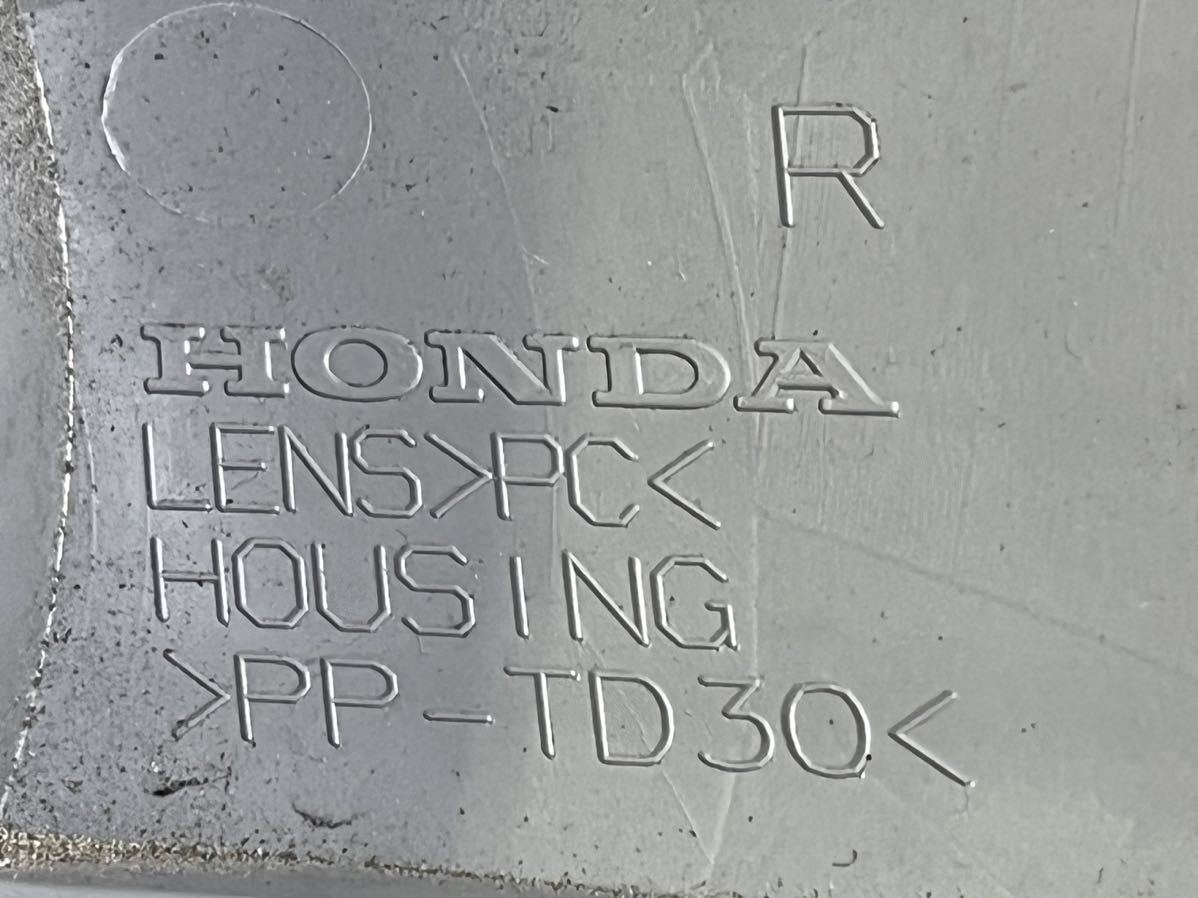 R
HONDA
LENS>PC<
HOUSING
>PP-TD30<